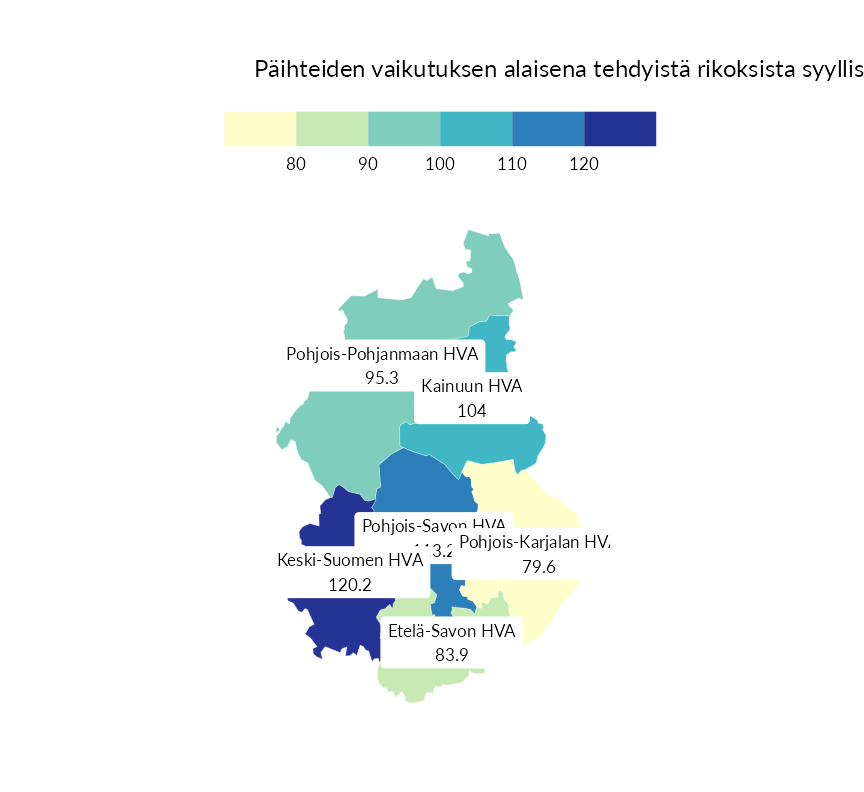 Päihteiden vaikutuksen alaisena tehdyistä rikoksista syyllis
80 90 100 110 120
Pohjois-Pohjanmaan HVA
95.3
Kainuun HVA
104
Pohjois-Savon HVA
Pohjois-Karjalan HVA
79.6
Keski-Suomen HVA
120.2
Etelä-Savon HVA
83.9